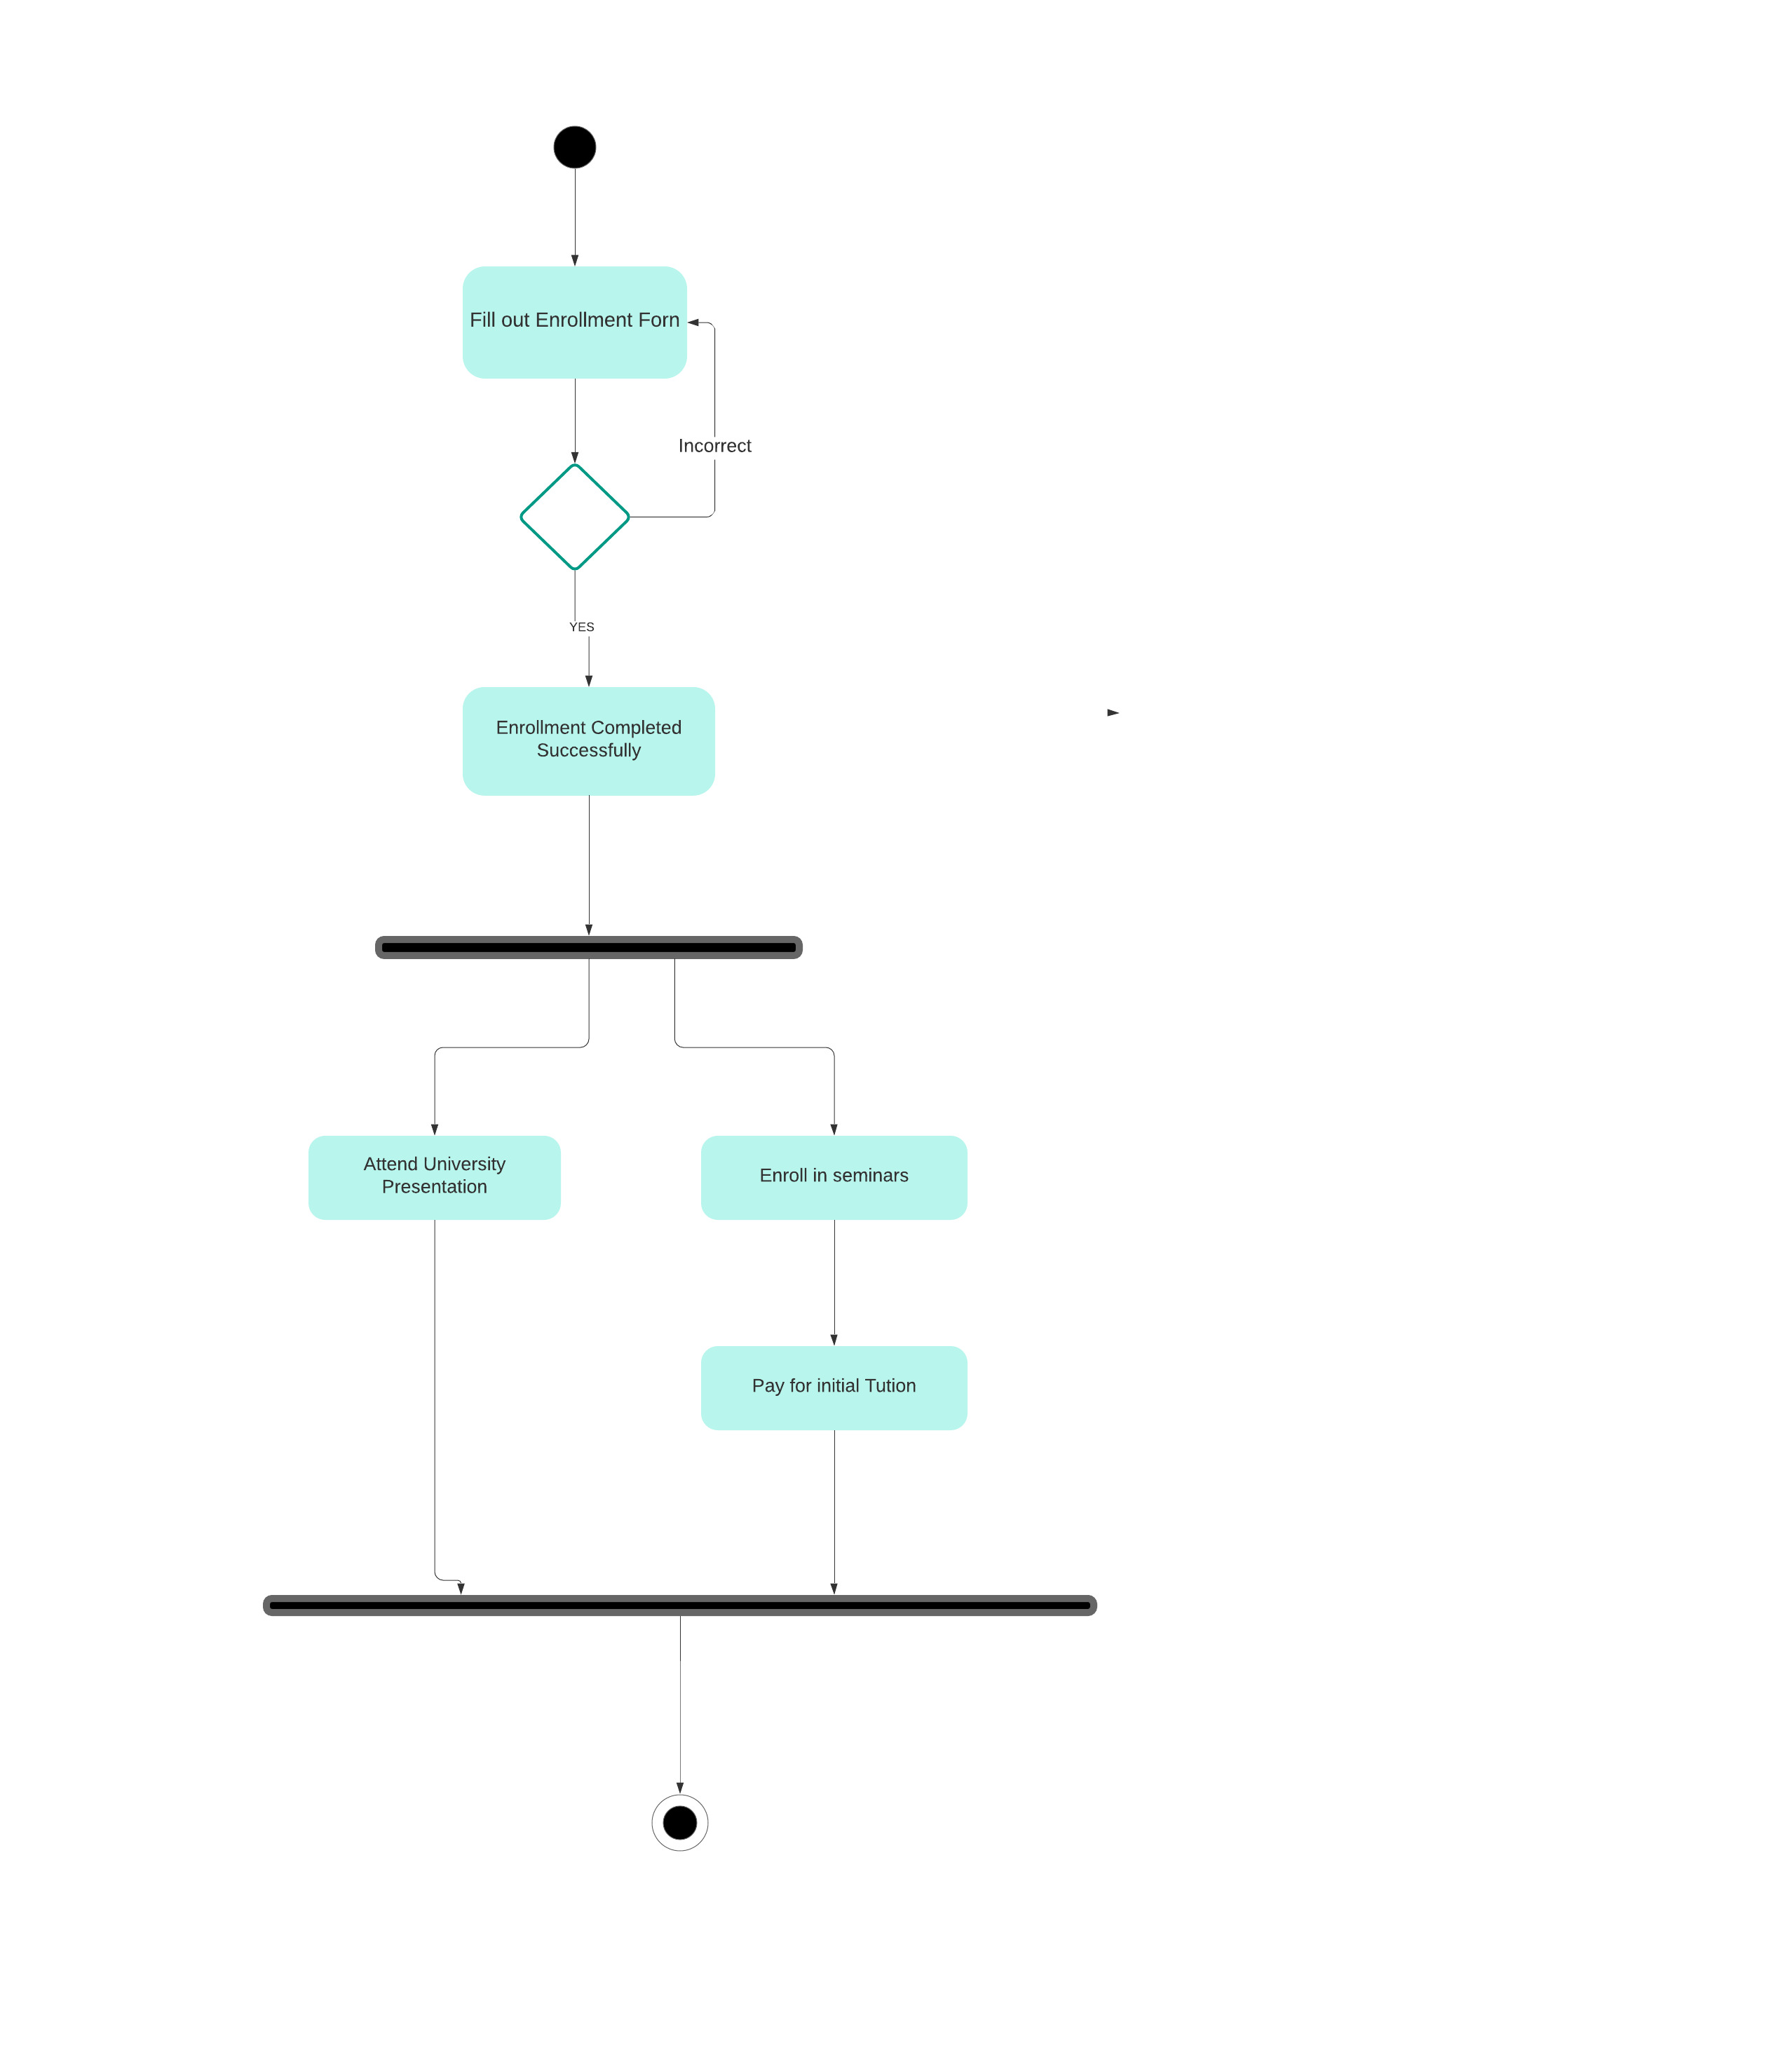 Fill out Enrollment Forn
Incorrect
YES
Enrollment Completed
Successfully
Attend University
Presentation
Enroll in seminars
Pay for initial Tution